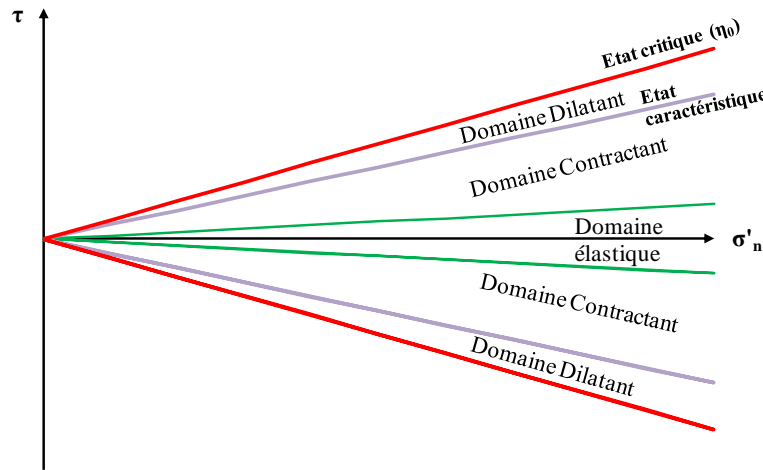 τ
Etat critique (η₀)
Domaine Dilatant
Etat
caractéristique
Domaine Contractant
Domaine
élastique
σ'ₙ
Domaine Contractant
Domaine Dilatant